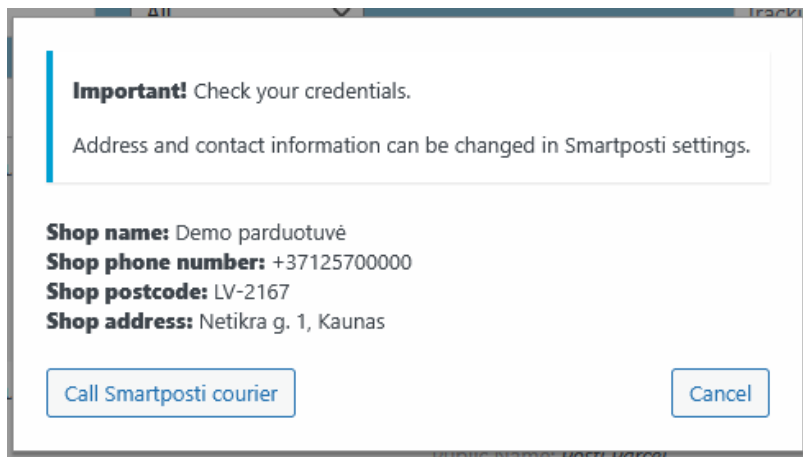 All
Important! Check your credentials.
Address and contact information can be changed in Smartposti settings.
Shop name: Demo parduotuvė
Shop phone number: +37125700000
Shop postcode: LV-2167
Shop address: Netikra g. 1, Kaunas
Call Smartposti courier
Cancel